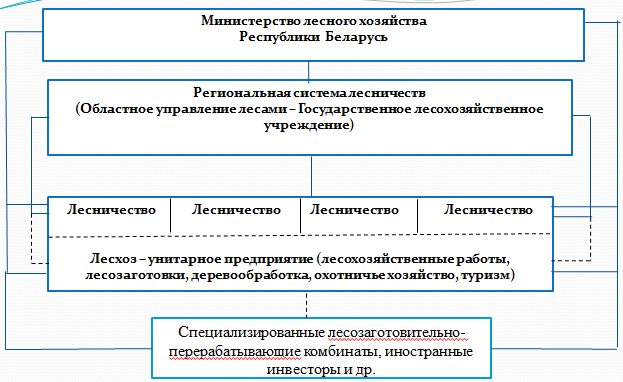 Министерство лесного хозяйства
Республики Беларусь
Региональная система лесничеств
(Областное управление лесами – Государственное лесохозяйственное
учреждение)
Лесничество Лесничество Лесничество Лесничество
Лесхоз – унитарное предприятие (лесохозяйственные работы,
лесозаготовки, деревообработка, охотничье хозяйство, туризм)
Специализированные лесозаготовительно-
перерабатывающие комбинаты, иностранные
инвесторы и др.